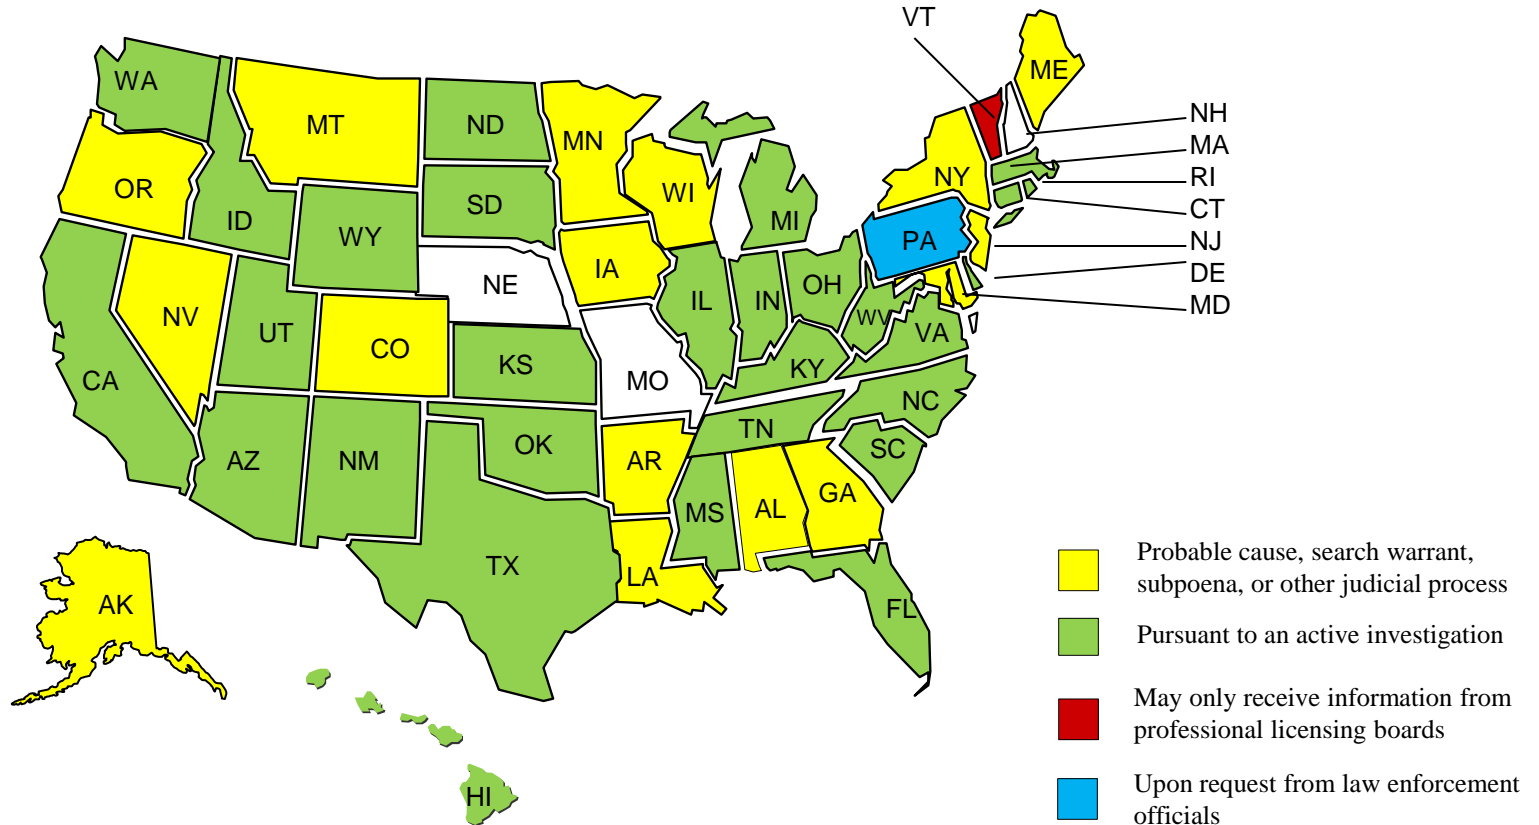 VT
ME
WA
MT
ND
MN
NH
MA
OR
ID
SD
WI
NY
RI
CT
MI
WY
PA
NJ
IA
DE
NE
OH
IL
IN
MD
NV
WV
UT
VA
CO
KS
KY
CA
MO
NC
TN
OK
SC
AZ
NM
AR
GA
MS
AL
TX
LA
AK
FL
HI
Probable cause, search warrant,
subpoena, or other judicial process
Pursuant to an active investigation
May only receive information from
professional licensing boards
Upon request from law enforcement
officials